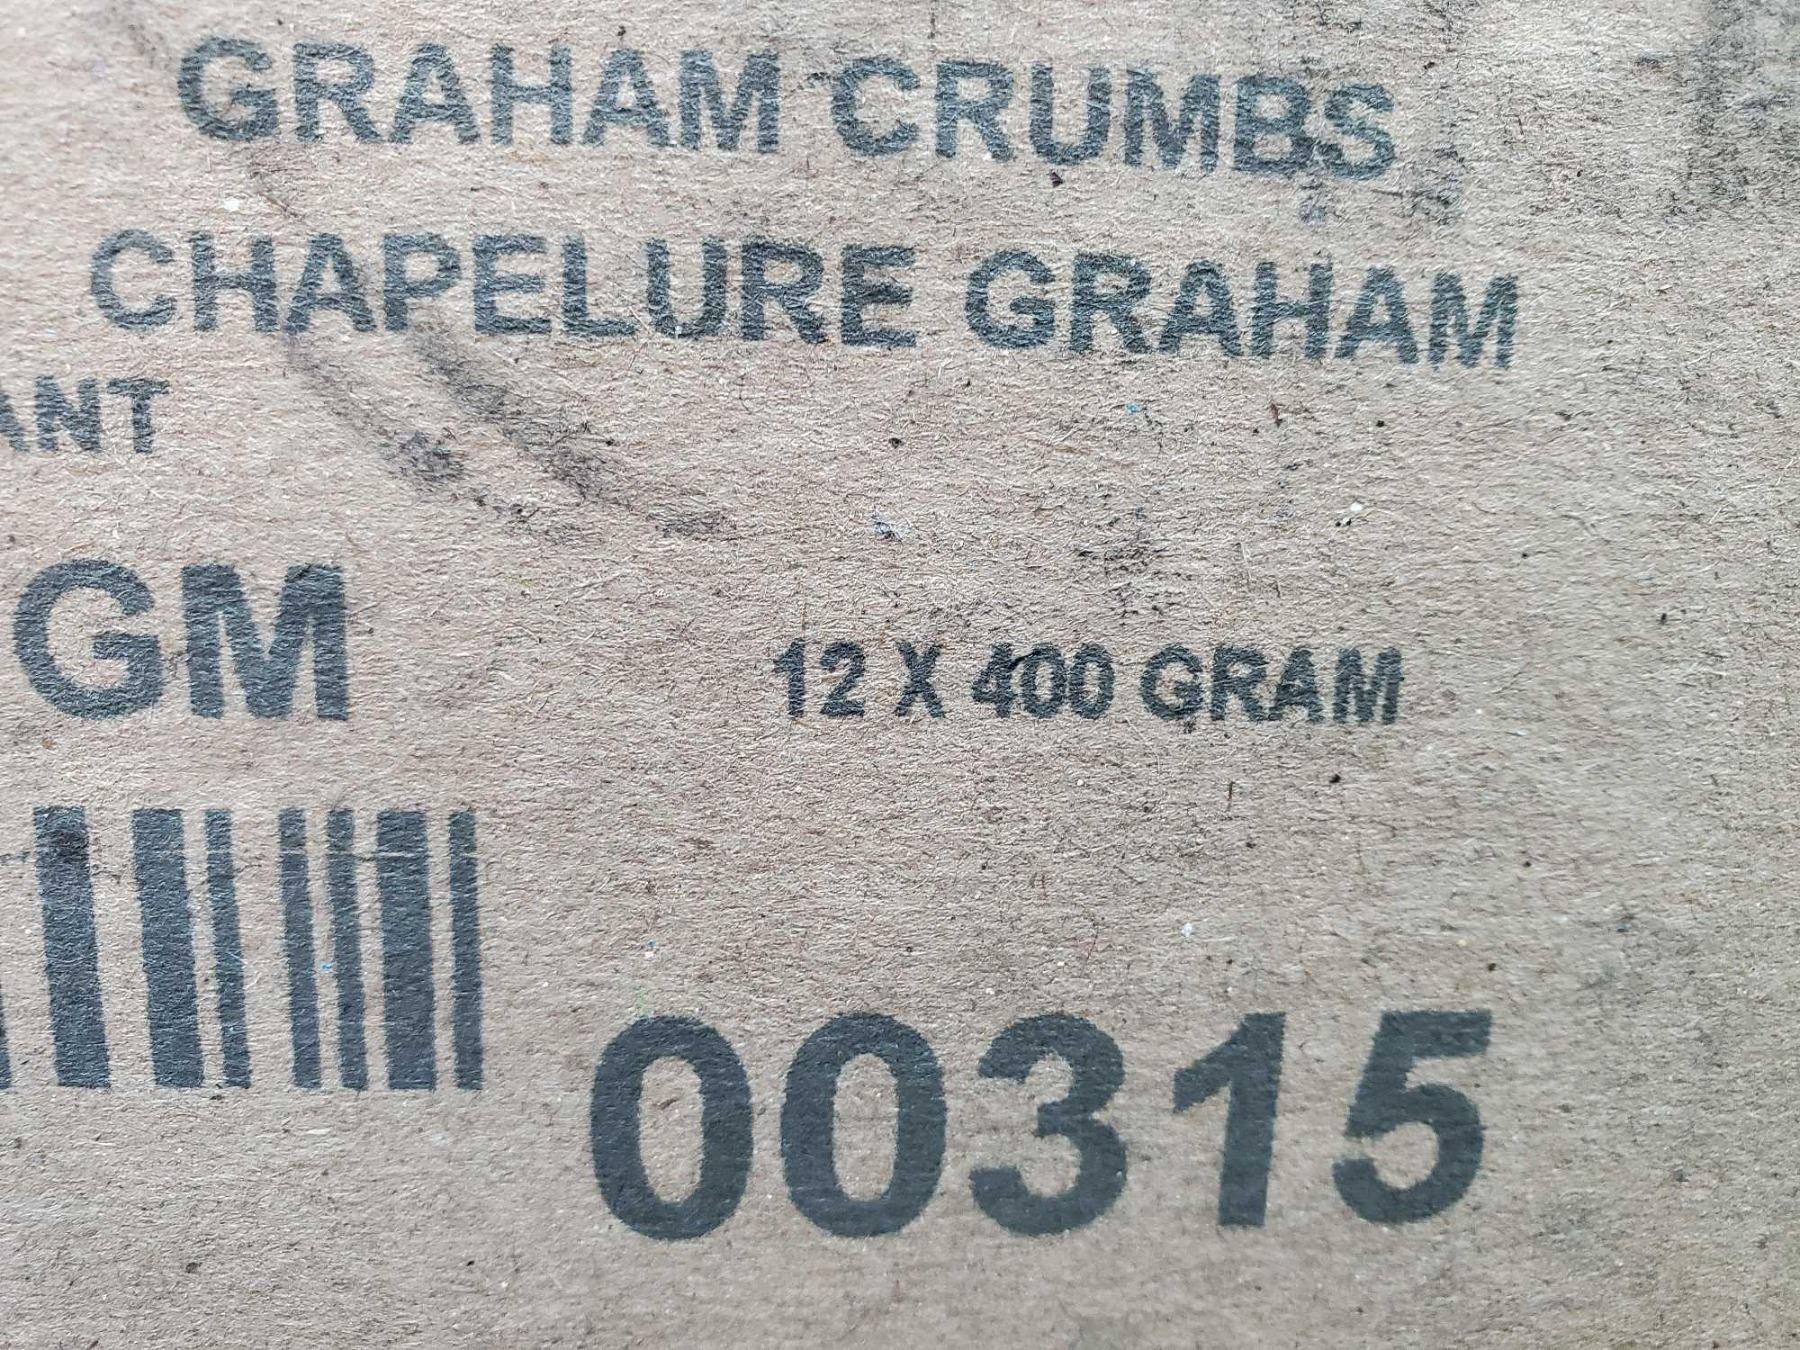 GRAHAM CRUMBS
CHAPELURE GRAHAM
ANT
GM
12 X 400 GRAM
00315